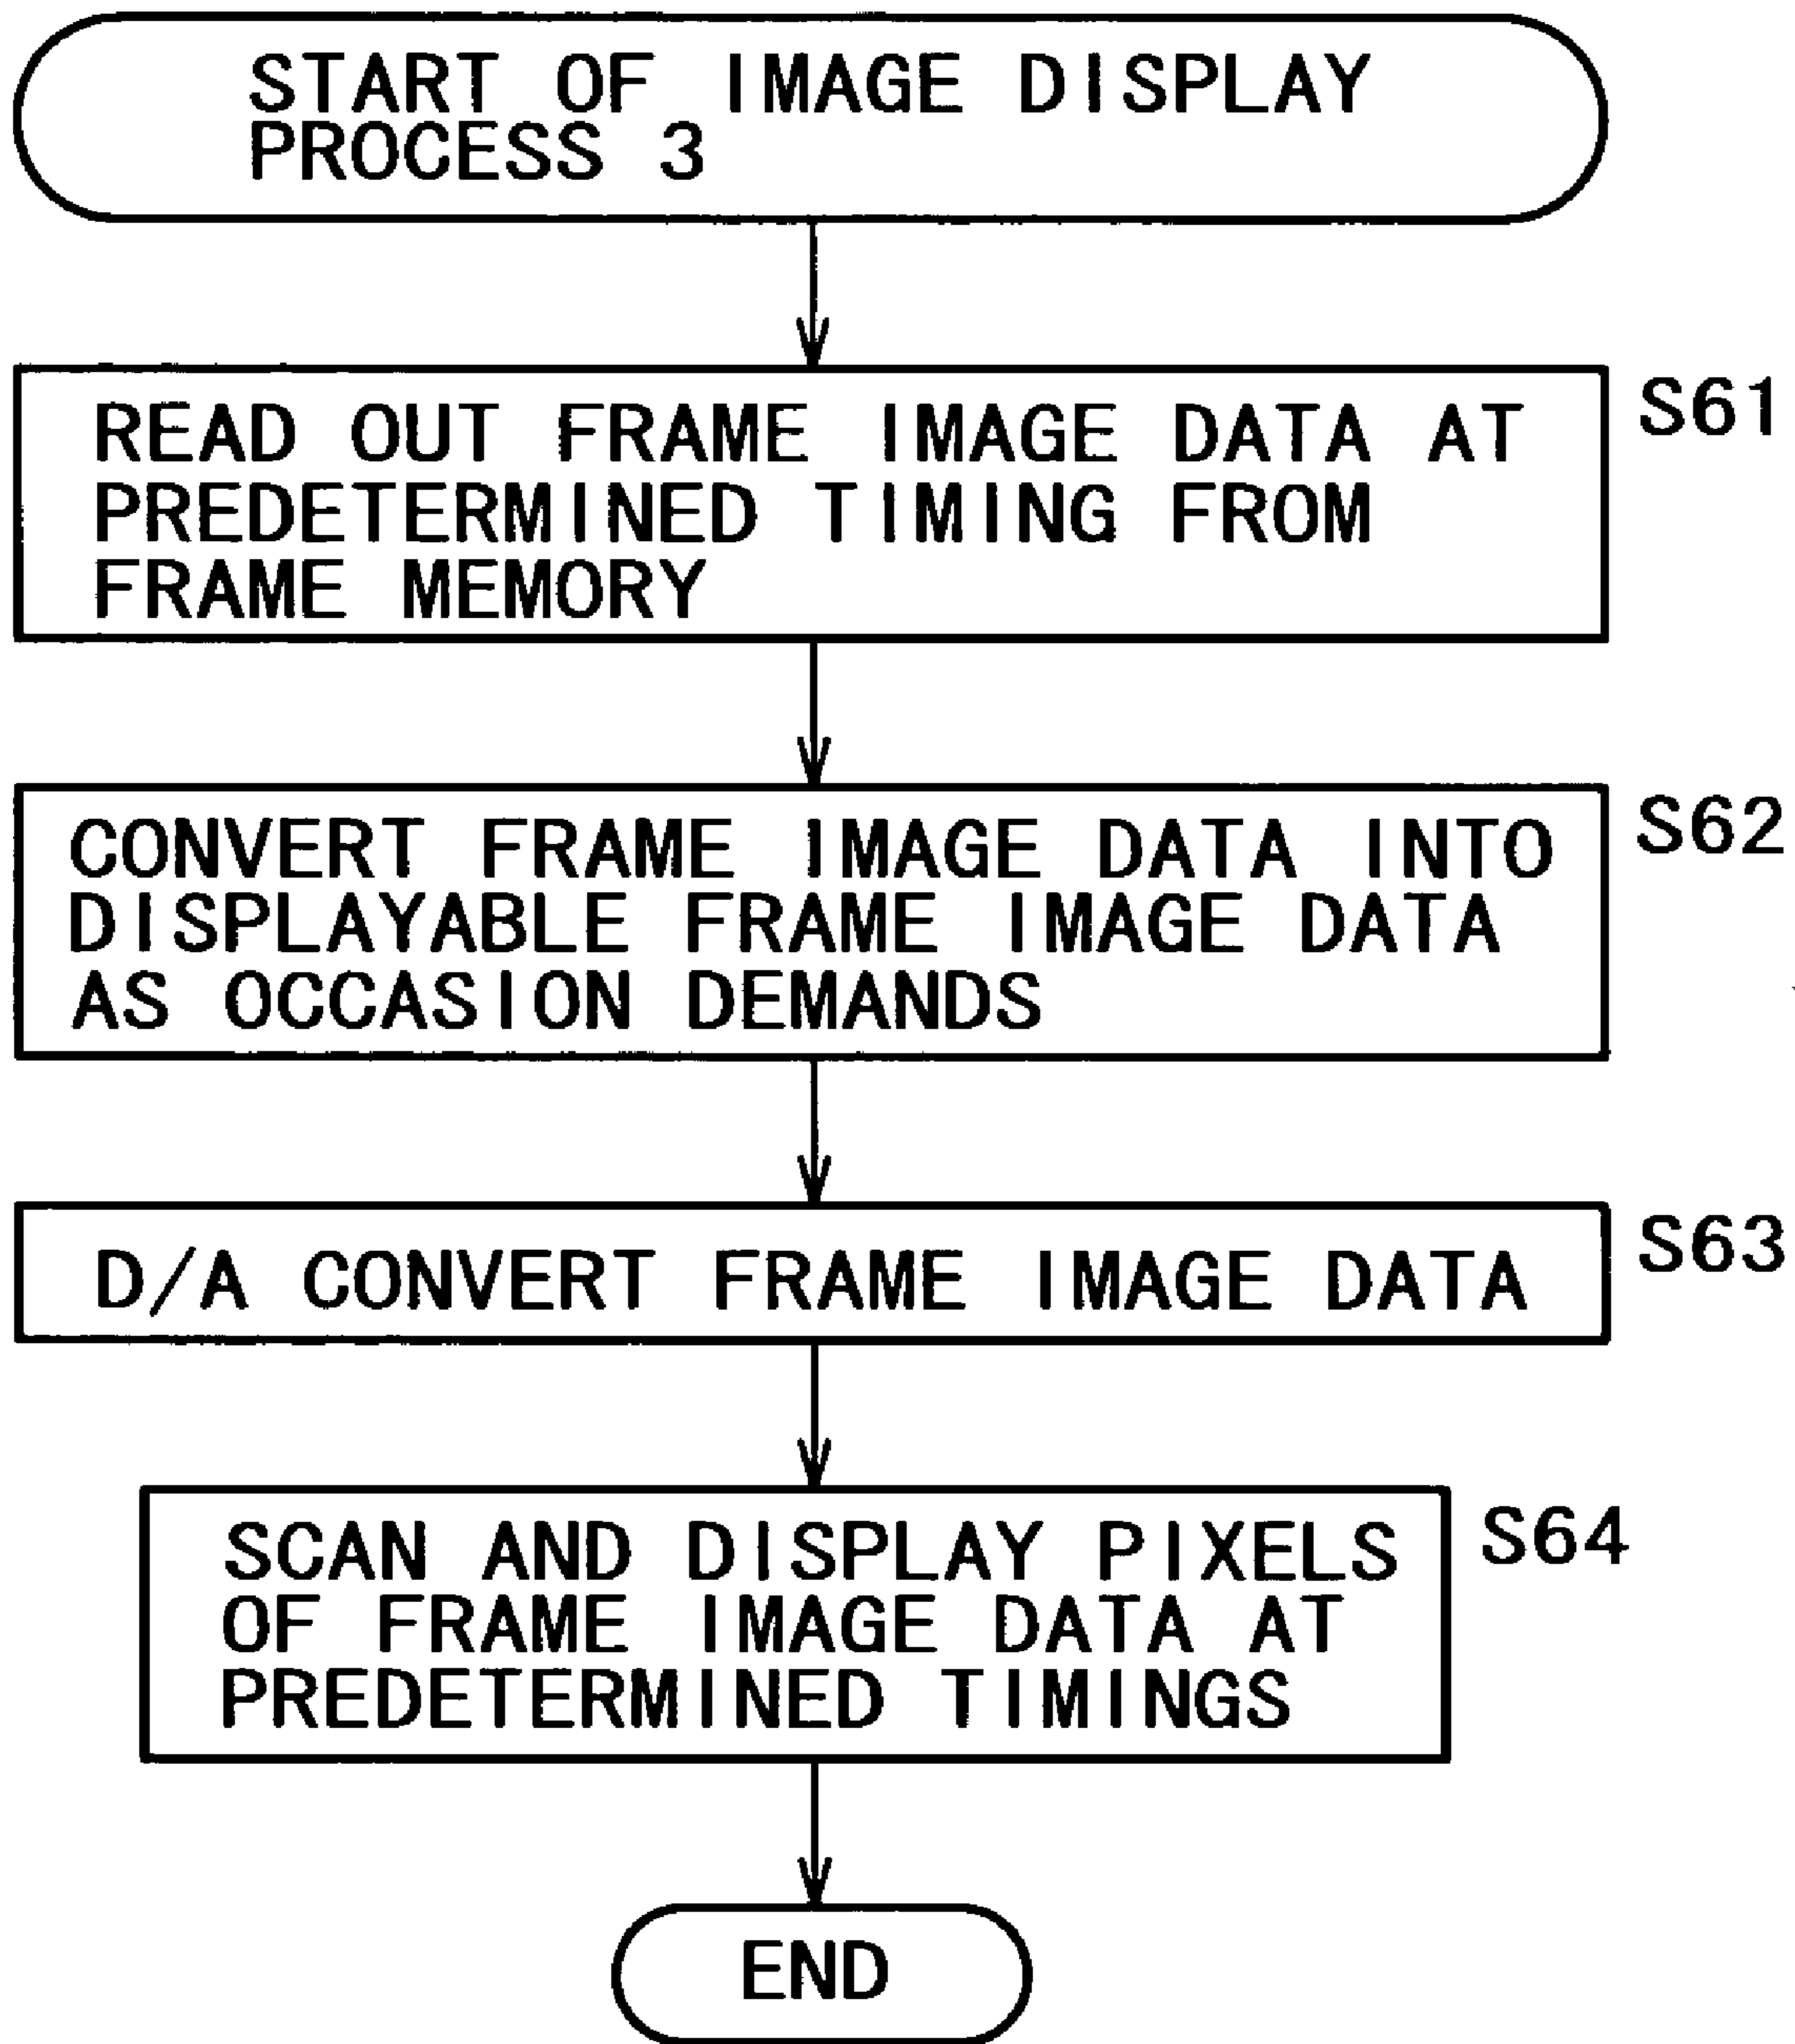 START OF IMAGE DISPLAY
PROCESS 3
READ OUT FRAME IMAGE DATA AT
PREDETERMINED TIMING FROM
FRAME MEMORY
S61
CONVERT FRAME IMAGE DATA INTO
DISPLAYABLE FRAME IMAGE DATA
AS OCCASION DEMANDS
S62
D/A CONVERT FRAME IMAGE DATA
S63
SCAN AND DISPLAY PIXELS
OF FRAME IMAGE DATA AT
PREDETERMINED TIMINGS
S64
END